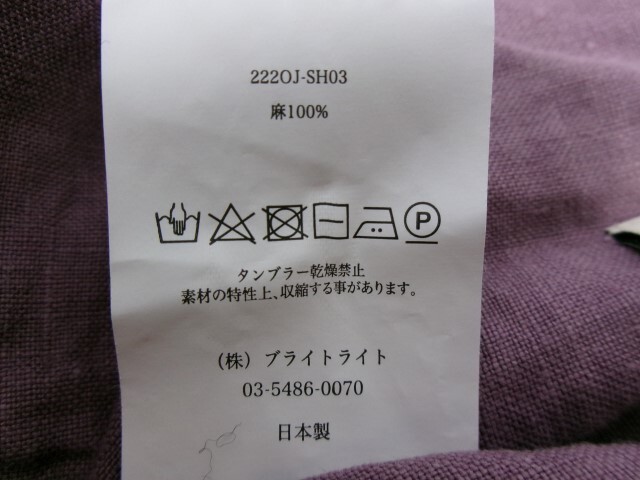 222OJ-SH03
麻100%
P
タンブラー乾燥禁止
素材の特性上、収縮する事があります。
(株) ブライトライト
03-5486-0070
日本製